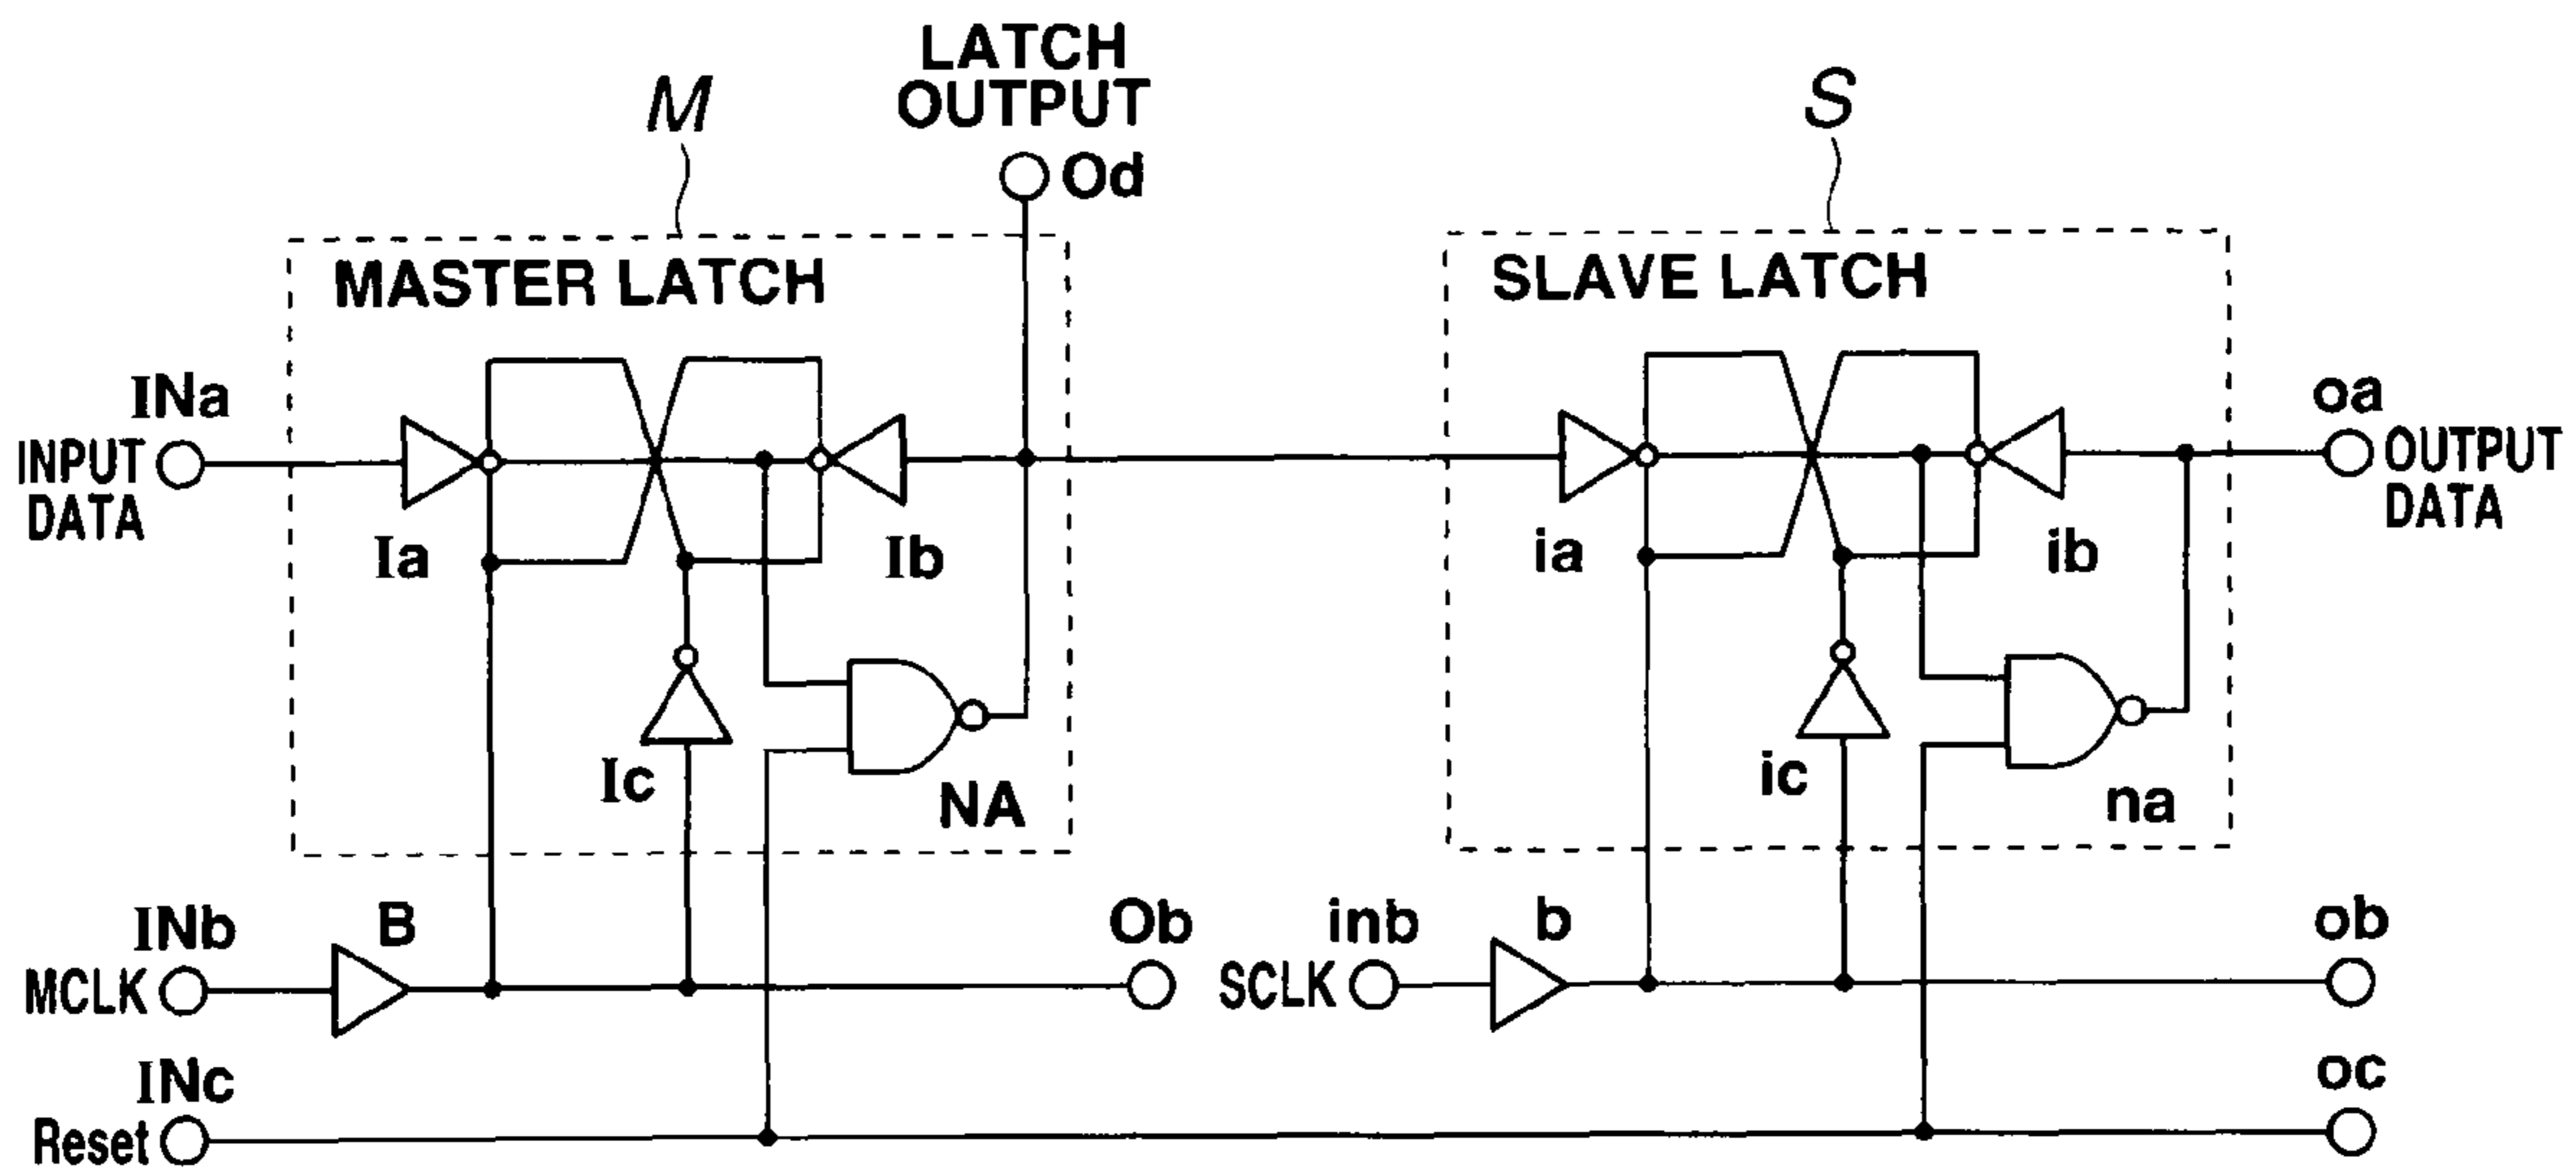 LATCH
OUTPUT
M
S
Od
MASTER LATCH
SLAVE LATCH
INa
INPUT
DATA
oa
OUTPUT
DATA
Ia
Ib
ia
ib
Ic
NA
ic
na
INb
MCLK
B
Ob
inb
SCLK
b
ob
INc
Reset
oc